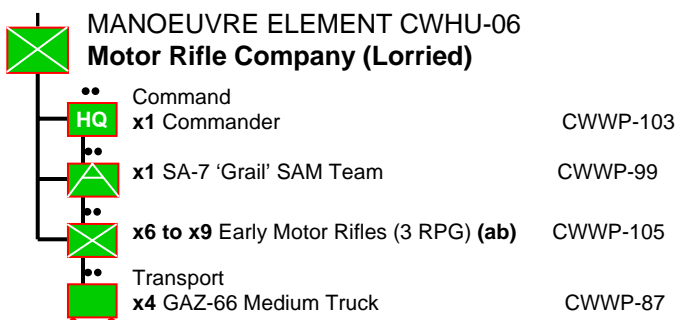 MANOEUVRE ELEMENT CWHU-06
Motor Rifle Company (Lorried)
Command
HQ x1 Commander CWWP-103
x1 SA-7 ‘Grail’ SAM Team CWWP-99
x6 to x9 Early Motor Rifles (3 RPG) (ab) CWWP-105
Transport
x4 GAZ-66 Medium Truck CWWP-87